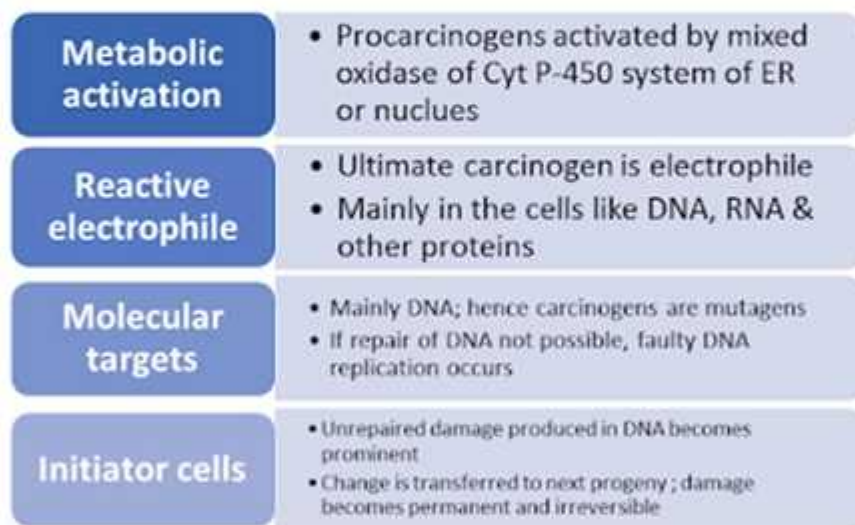 Metabolic
activation
• Procarcinogens activated by mixed
oxidase of Cyt P-450 system of ER
or nuclues
Reactive
electrophile
• Ultimate carcinogen is electrophile
• Mainly in the cells like DNA, RNA &
other proteins
Molecular
targets
• Mainly DNA; hence carcinogens are mutagens
• If repair of DNA not possible, faulty DNA
replication occurs
Initiator cells
• Unrepaired damage produced in DNA becomes
prominent
• Change is transferred to next progeny ; damage
becomes permanent and irreversible